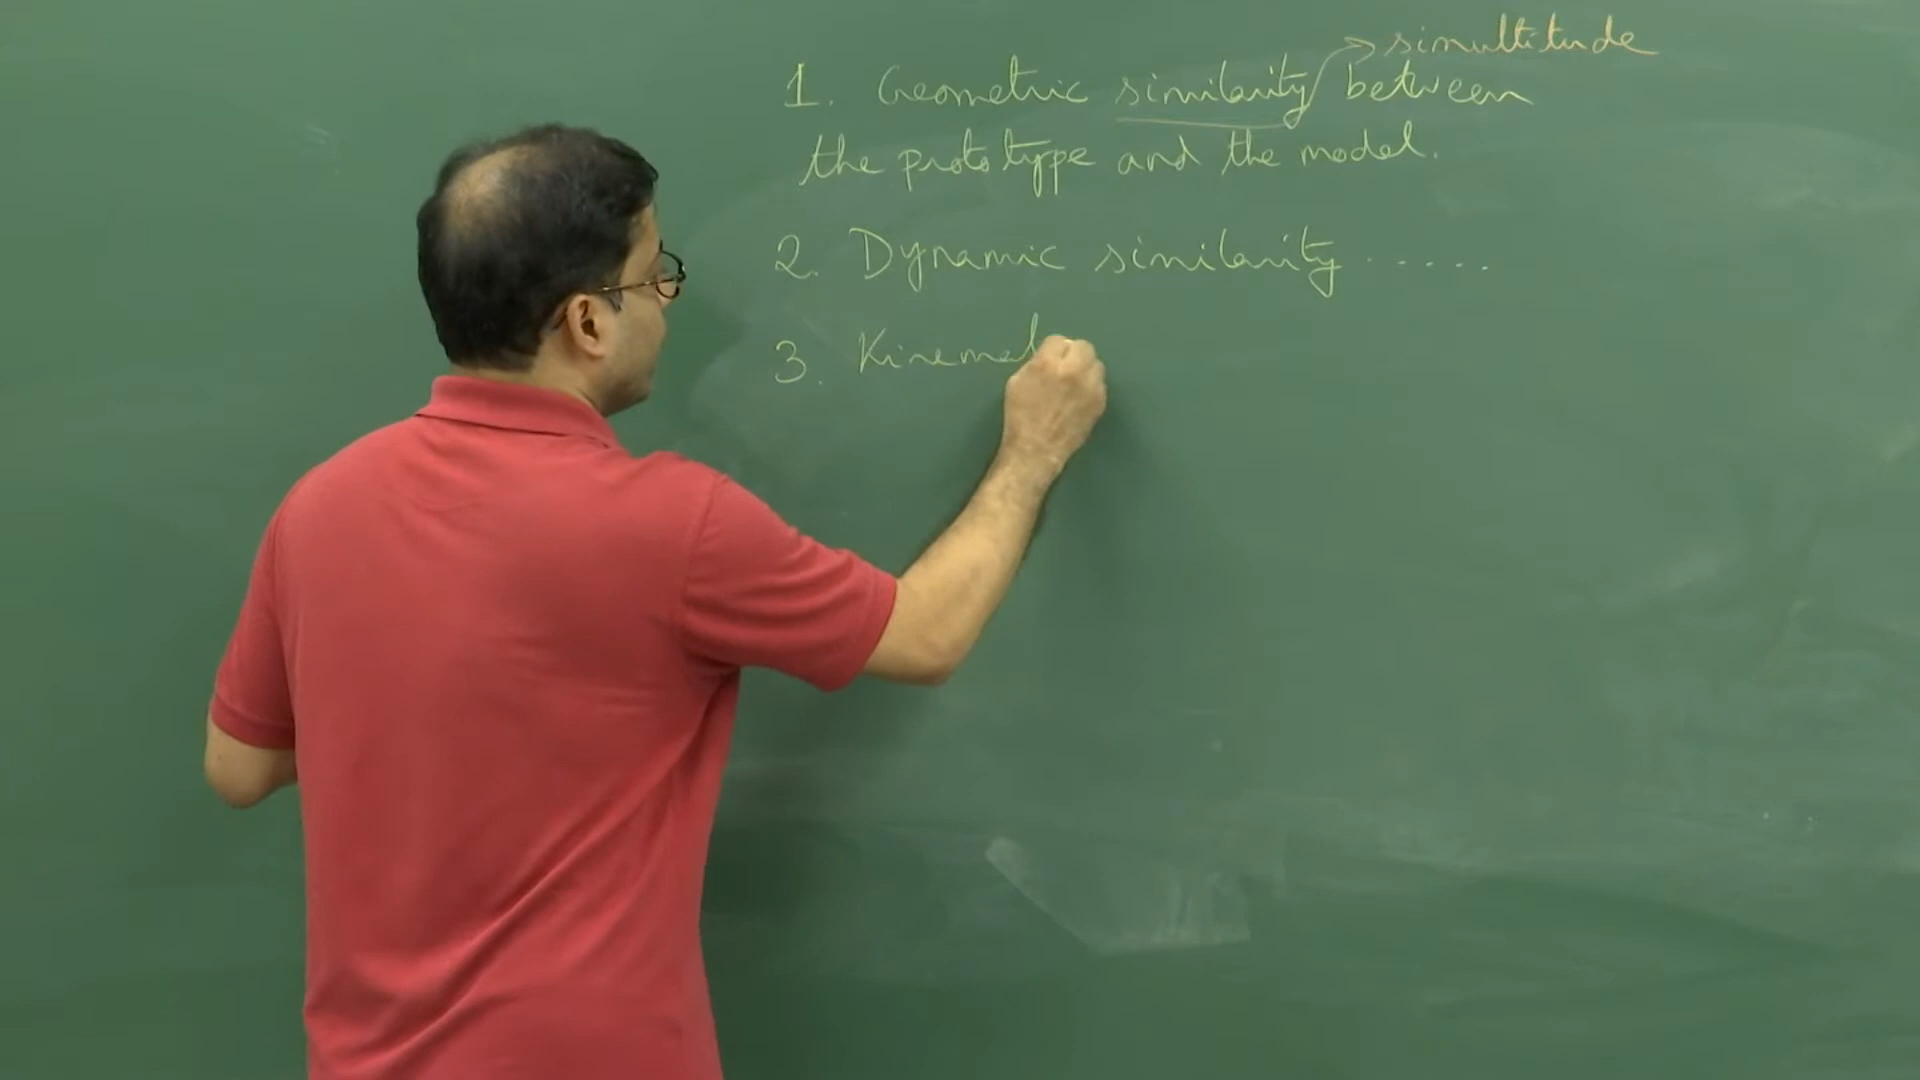 simultitude
1. Geometric similarity between
the prototype and the model.
2. Dynamic similarity ......
3. Kinemat